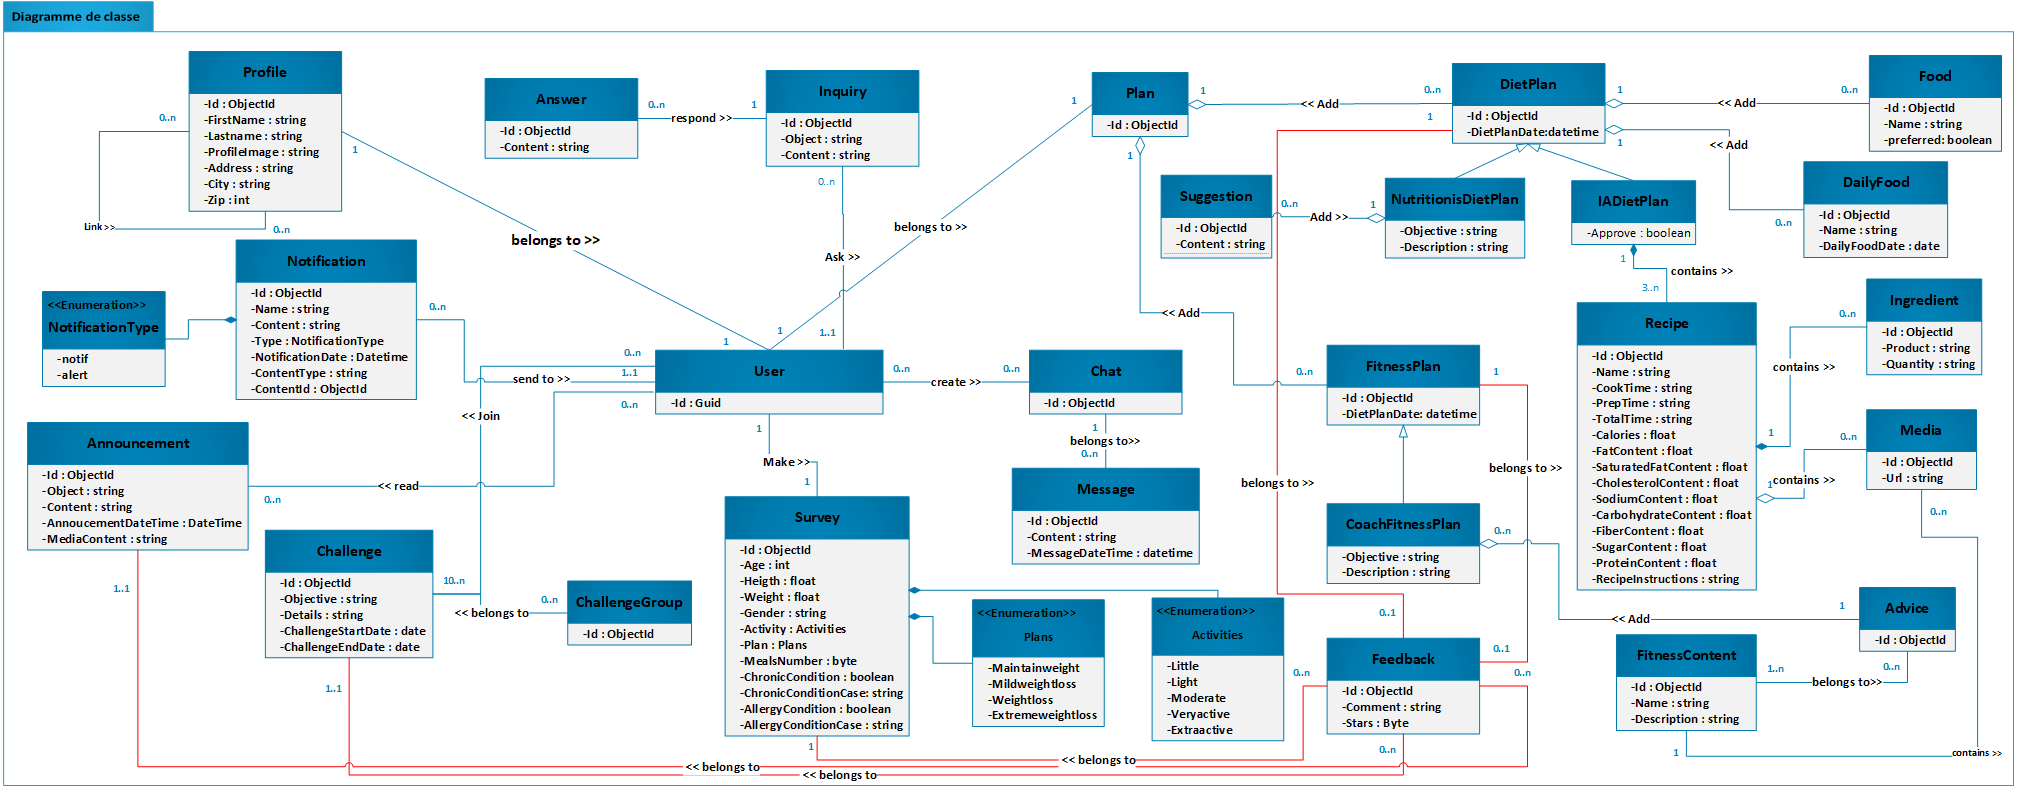 Diagramme de classe
Profile
-Id : ObjectId
-FirstName : string
-Lastname : string
-ProfileImage : string
-Address : string
-City : string
-Zip : int
0..n
Link >>
0..n
1
belongs to >>
1
Answer
-Id : ObjectId
-Content : string
0..n
respond >>
1
Inquiry
-Id : ObjectId
-Object : string
-Content : string
0..n
Ask >>
1..1
Plan
-Id : ObjectId
1
belongs to >>
1
1
<< Add
0..n
1
<< Add
0..n
DietPlan
-Id : ObjectId
-DietPlanDate:datetime
1
<< Add
0..n
Food
-Id : ObjectId
-Name : string
-preferred: boolean
1
<< Add
0..n
DailyFood
-Id : ObjectId
-Name : string
-DailyFoodDate : date
1
belongs to >>
0..1
Suggestion
-Id : ObjectId
-Content : string
0..n
Add >>
1
NutritionisDietPlan
-Objective : string
-Description : string
IADietPlan
-Approve : boolean
1
contains >>
3..n
Notification
-Id : ObjectId
-Name : string
-Content : string
-Type : NotificationType
-NotificationDate : Datetime
-ContentType : string
-ContentId : ObjectId
<<Enumeration>>
NotificationType
-notif
-alert
0..n
send to >>
1..1
0..n
<< Join
10..n
0..n
<< read
0..n
User
-Id : Guid
0..n
create >>
0..n
Chat
-Id : ObjectId
1
belongs to>>
0..n
Message
-Id : ObjectId
-Content : string
-MessageDateTime : datetime
1
Make >>
1
FitnessPlan
-Id : ObjectId
-DietPlanDate: datetime
1
belongs to >>
0..1
Recipe
-Id : ObjectId
-Name : string
-CookTime : string
-PrepTime : string
-TotalTime : string
-Calories : float
-FatContent : float
-SaturatedFatContent : float
-CholesterolContent : float
-SodiumContent : float
-CarbohydrateContent : float
-FiberContent : float
-SugarContent : float
-ProteinContent : float
-RecipeInstructions : string
1
contains >>
0..n
Ingredient
-Id : ObjectId
-Product : string
-Quantity : string
1
contains >>
0..n
Media
-Id : ObjectId
-Url : string
0..n
contains >>
1
Announcement
-Id : ObjectId
-Object : string
-Content : string
-AnnoucementDateTime : DateTime
-MediaContent : string
1..1
<< belongs to
0..n
Challenge
-Id : ObjectId
-Objective : string
-Details : string
-ChallengeStartDate : date
-ChallengeEndDate : date
<< belongs to
0..n
ChallengeGroup
-Id : ObjectId
1..1
<< belongs to
0..n
Survey
-Id : ObjectId
-Age : int
-Heigth : float
-Weight : float
-Gender : string
-Activity : Activities
-Plan : Plans
-MealsNumber : byte
-ChronicCondition : boolean
-ChronicConditionCase: string
-AllergyCondition : boolean
-AllergyConditionCase : string
1
<< belongs to
0..n
<<Enumeration>>
Plans
-Maintainweight
-Mildweightloss
-Weightloss
-Extremeweightloss
<<Enumeration>>
Activities
-Little
-Light
-Moderate
-Veryactive
-Extraactive
CoachFitnessPlan
-Objective : string
-Description : string
0..n
<< Add
1
Advice
-Id : ObjectId
Feedback
-Id : ObjectId
-Comment : string
-Stars : Byte
FitnessContent
-Id : ObjectId
-Name : string
-Description : string
1..n
belongs to>>
0..n